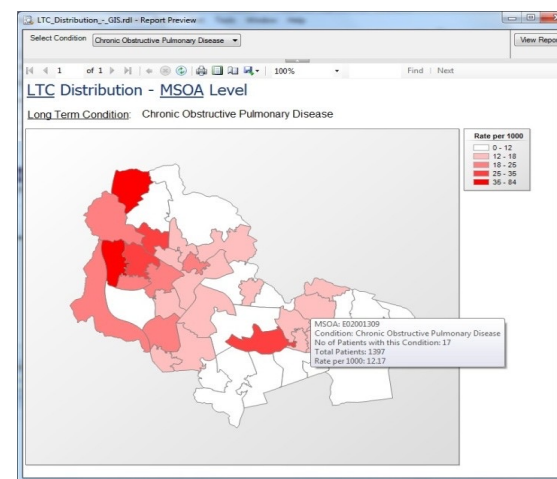 LTC_Distribution_-_GIS.rdl - Report Preview
Select Condition Chronic Obstructive Pulmonary Disease View Repor
1 of 1 100% Find | Next
LTC Distribution - MSOA Level
Long Term Condition: Chronic Obstructive Pulmonary Disease
Rate per 1000
0 - 12
12 - 18
18 - 25
25 - 36
36 - 84
MSOA: E02001309
Condition: Chronic Obstructive Pulmonary Disease
No of Patients with this Condition: 17
Total Patients: 1397
Rate per 1000: 12.17